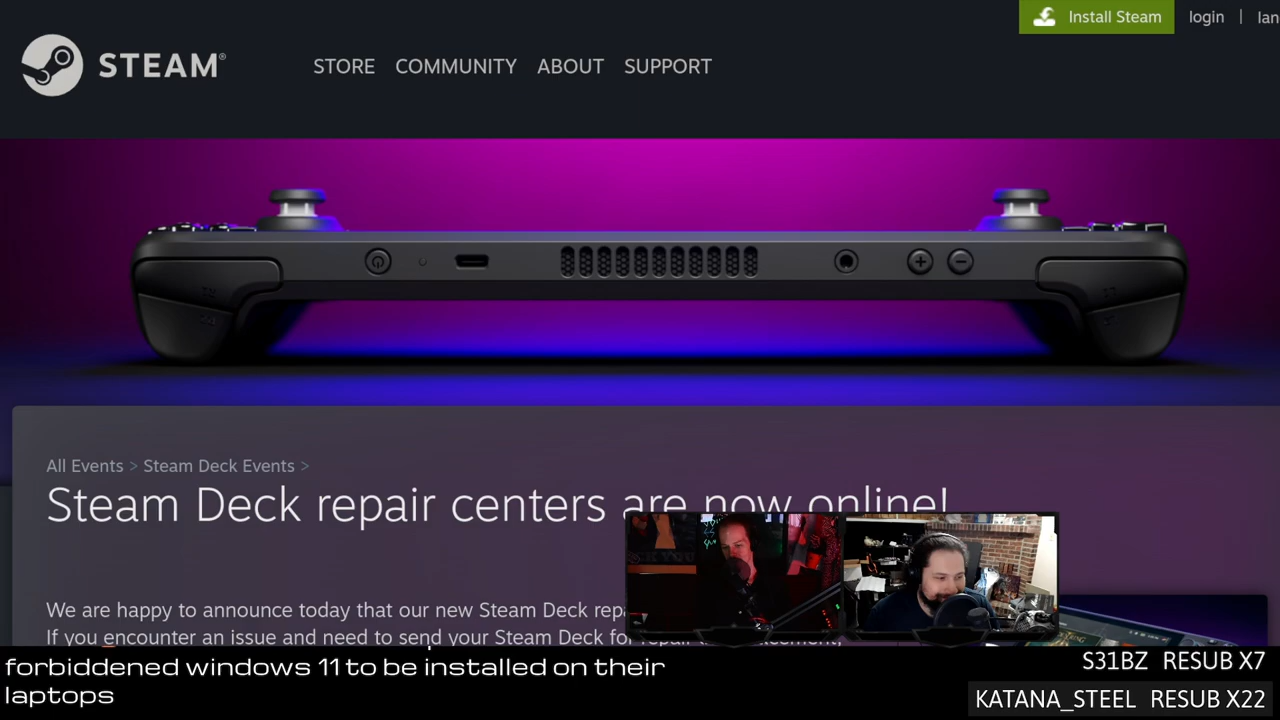 Install Steam login | lan
STEAM® STORE COMMUNITY ABOUT SUPPORT
All Events > Steam Deck Events >
Steam Deck repair centers are now online!
We are happy to announce today that our new Steam Deck
If you encounter an issue and need to send your Steam Deck for
forbiddened windows 11 to be installed on their
laptops
S31BZ RESUB X7
KATANA_STEEL RESUB X22